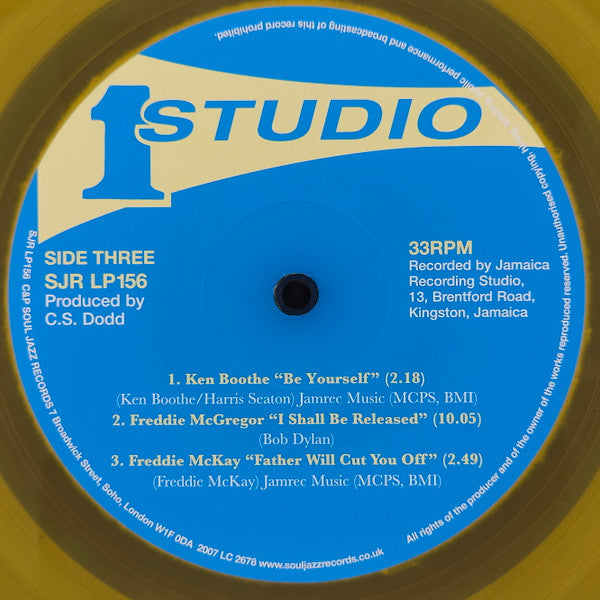 1 STUDIO
SIDE THREE
SJR LP156
Produced by
C.S. Dodd
33RPM
Recorded by Jamaica
Recording Studio,
13, Brentford Road,
Kingston, Jamaica
1. Ken Boothe “Be Yourself” (2.18)
(Ken Boothe/Harris Seaton) Jamrec Music (MCPS, BMI)
2. Freddie McGregor “I Shall Be Released” (10.05)
(Bob Dylan)
3. Freddie McKay “Father Will Cut You Off” (2.49)
(Freddie McKay) Jamrec Music (MCPS, BMI)
SJR LP156 C&P SOUL JAZZ RECORDS 7 Broadwick Street, Soho, London W1F 0DA 2007 LC 2678 www.souljazzrecords.co.uk
All rights of the producer and of the owner of the works reproduced reserved. Unauthorised copying, hiring, lending, public performance and broadcasting of this record prohibited.